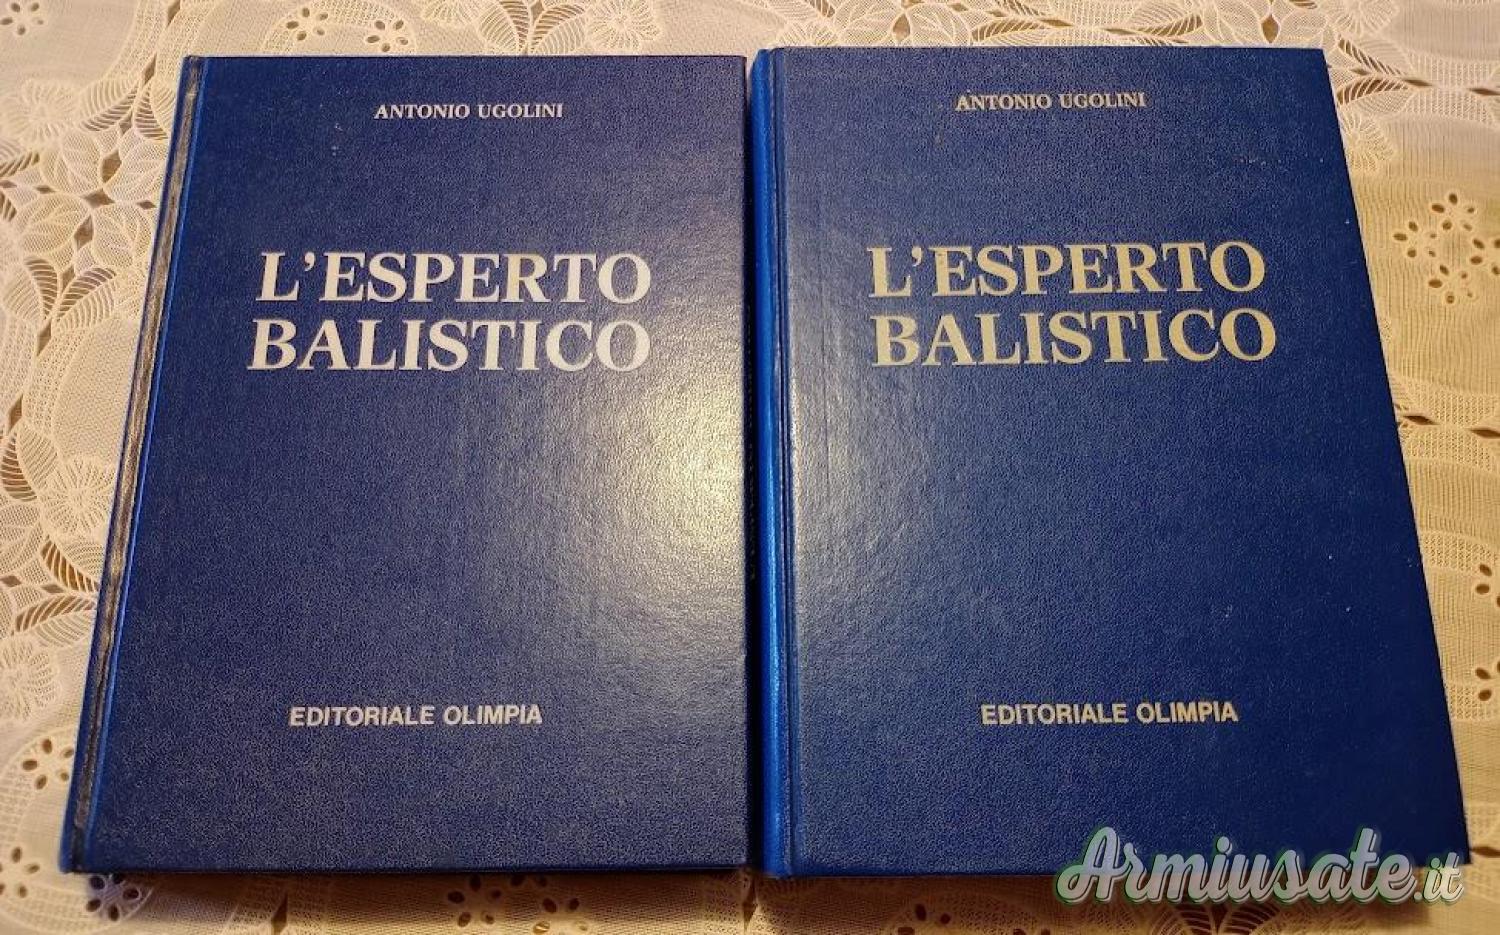 ANTONIO UGOLINI
L'ESPERTO
BALISTICO
EDITORIALE OLIMPIA
ANTONIO UGOLINI
L'ESPERTO
BALISTICO
EDITORIALE OLIMPIA
Armiusate.it